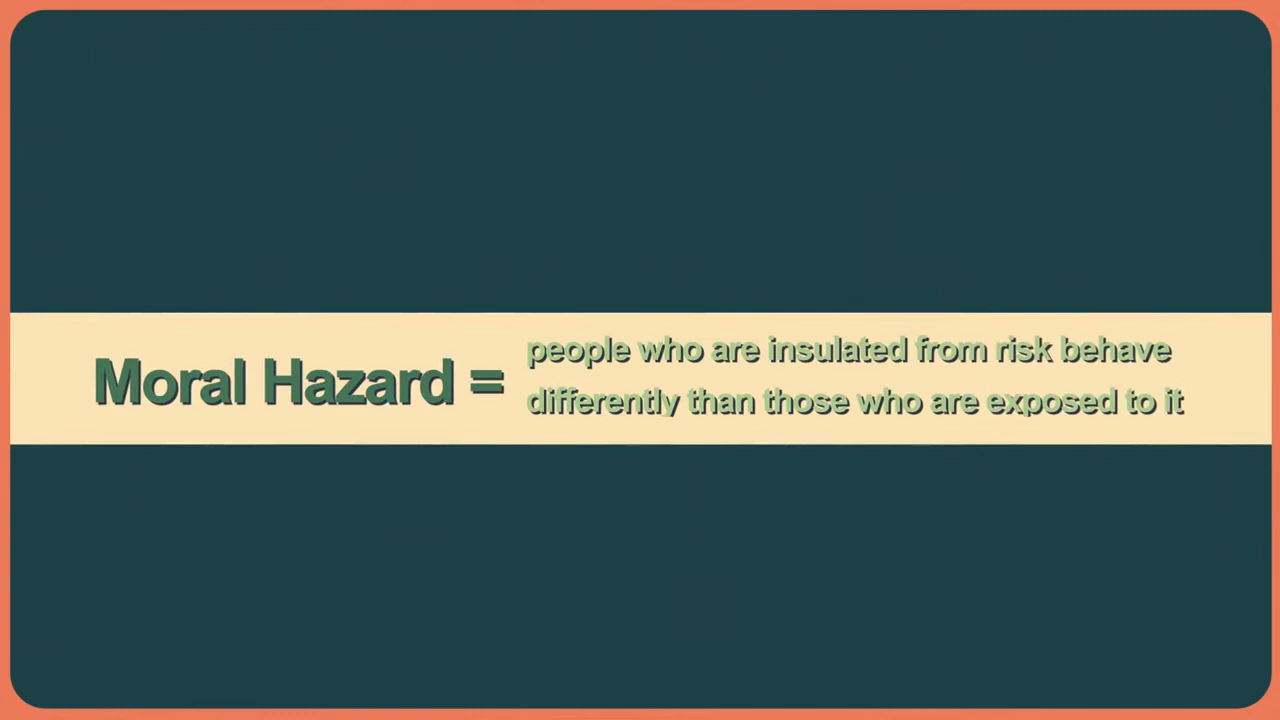 Moral Hazard =
people who are insulated from risk behave
differently than those who are exposed to it